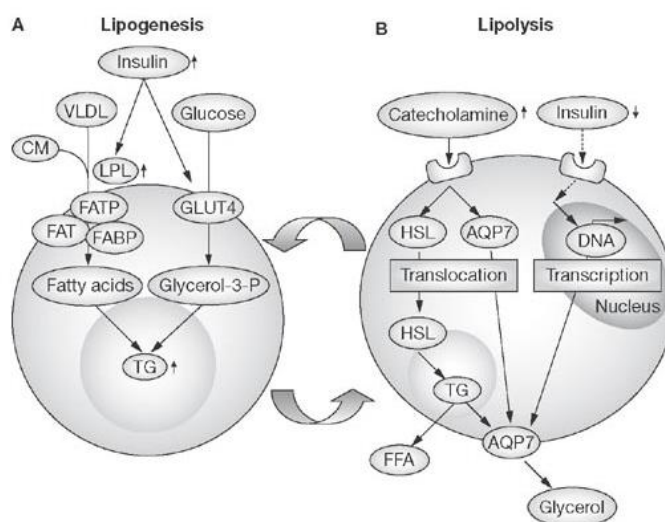 A
Lipogenesis
Insulin
VLDL
Glucose
CM
LPL
FATP
GLUT4
FAT
FABP
Fatty acids
Glycerol-3-P
TG
B
Lipolysis
Catecholamine
Insulin
HSL
AQP7
DNA
Translocation
Transcription
Nucleus
HSL
TG
AQP7
FFA
Glycerol